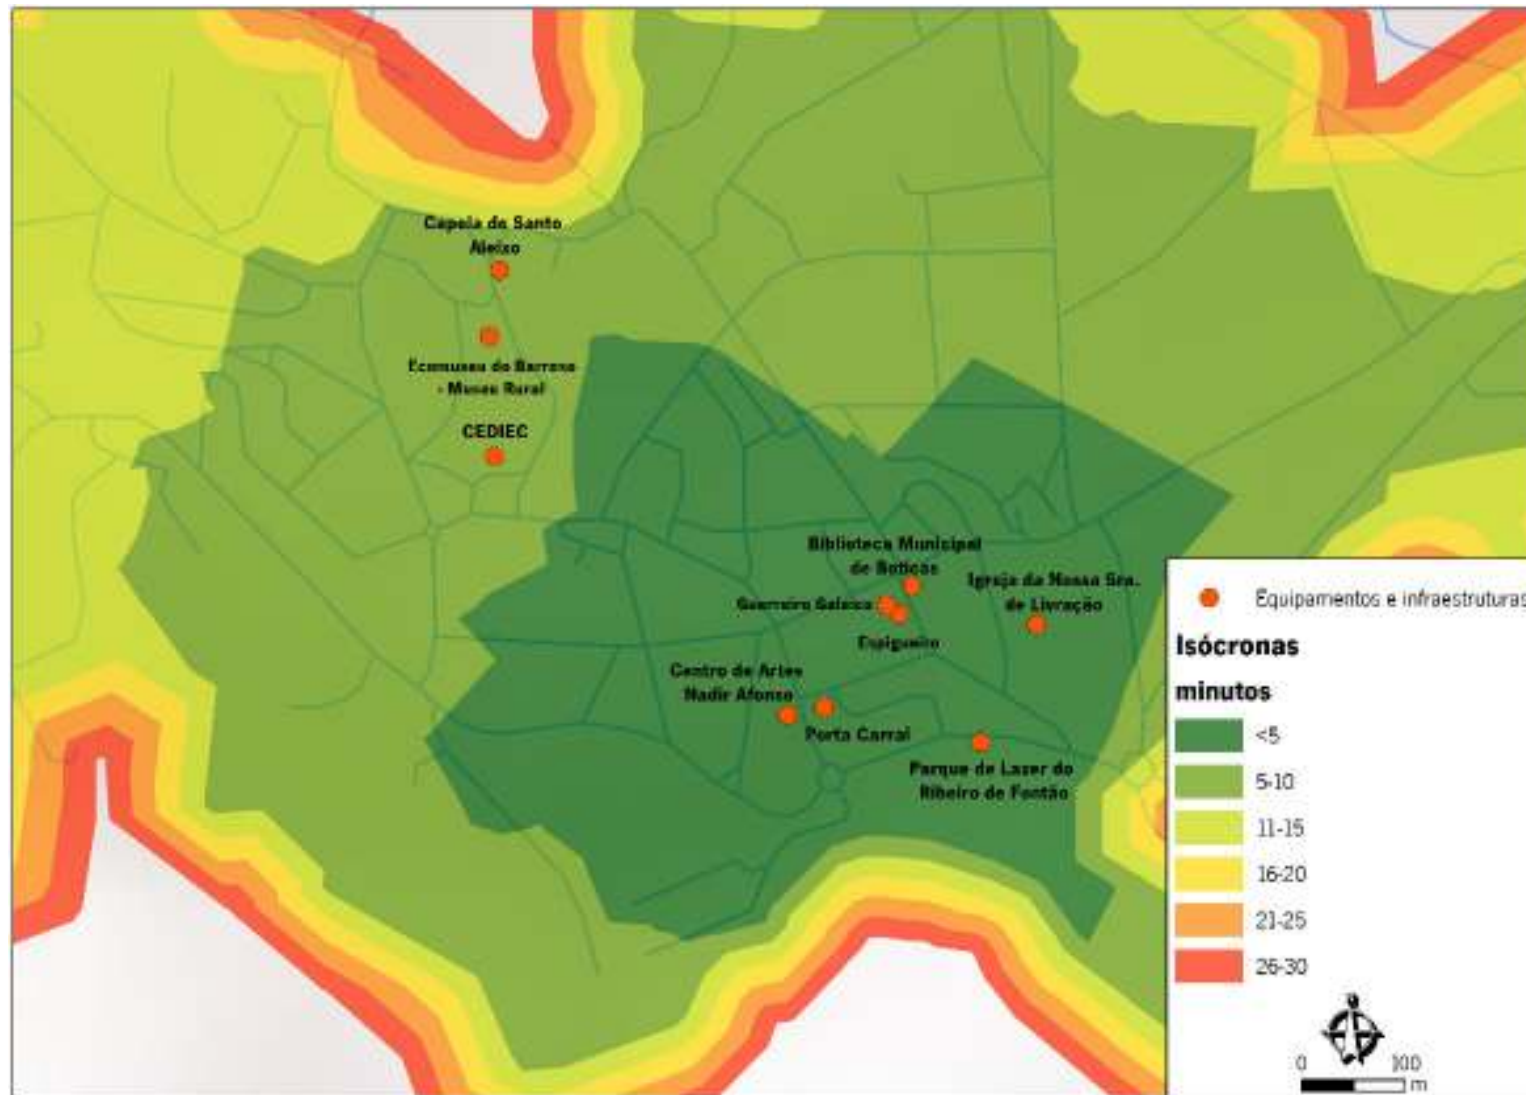 Capela de Santo
Aleixo
Ecomuseu do Barroso
- Museu Rural
CEDIEC
Biblioteca Municipal
de Boticas
Guerreiro Galaico
Espigueiro
Igreja da Nossa Sra.
de Livração
Centro de Artes
Nadir Afonso
Porta Carral
Parque de Lazer do
Ribeiro de Fontão
Equipamentos e infraestruturas
Isócronas
minutos
<5
5-10
11-15
16-20
21-25
26-30
0 100
m